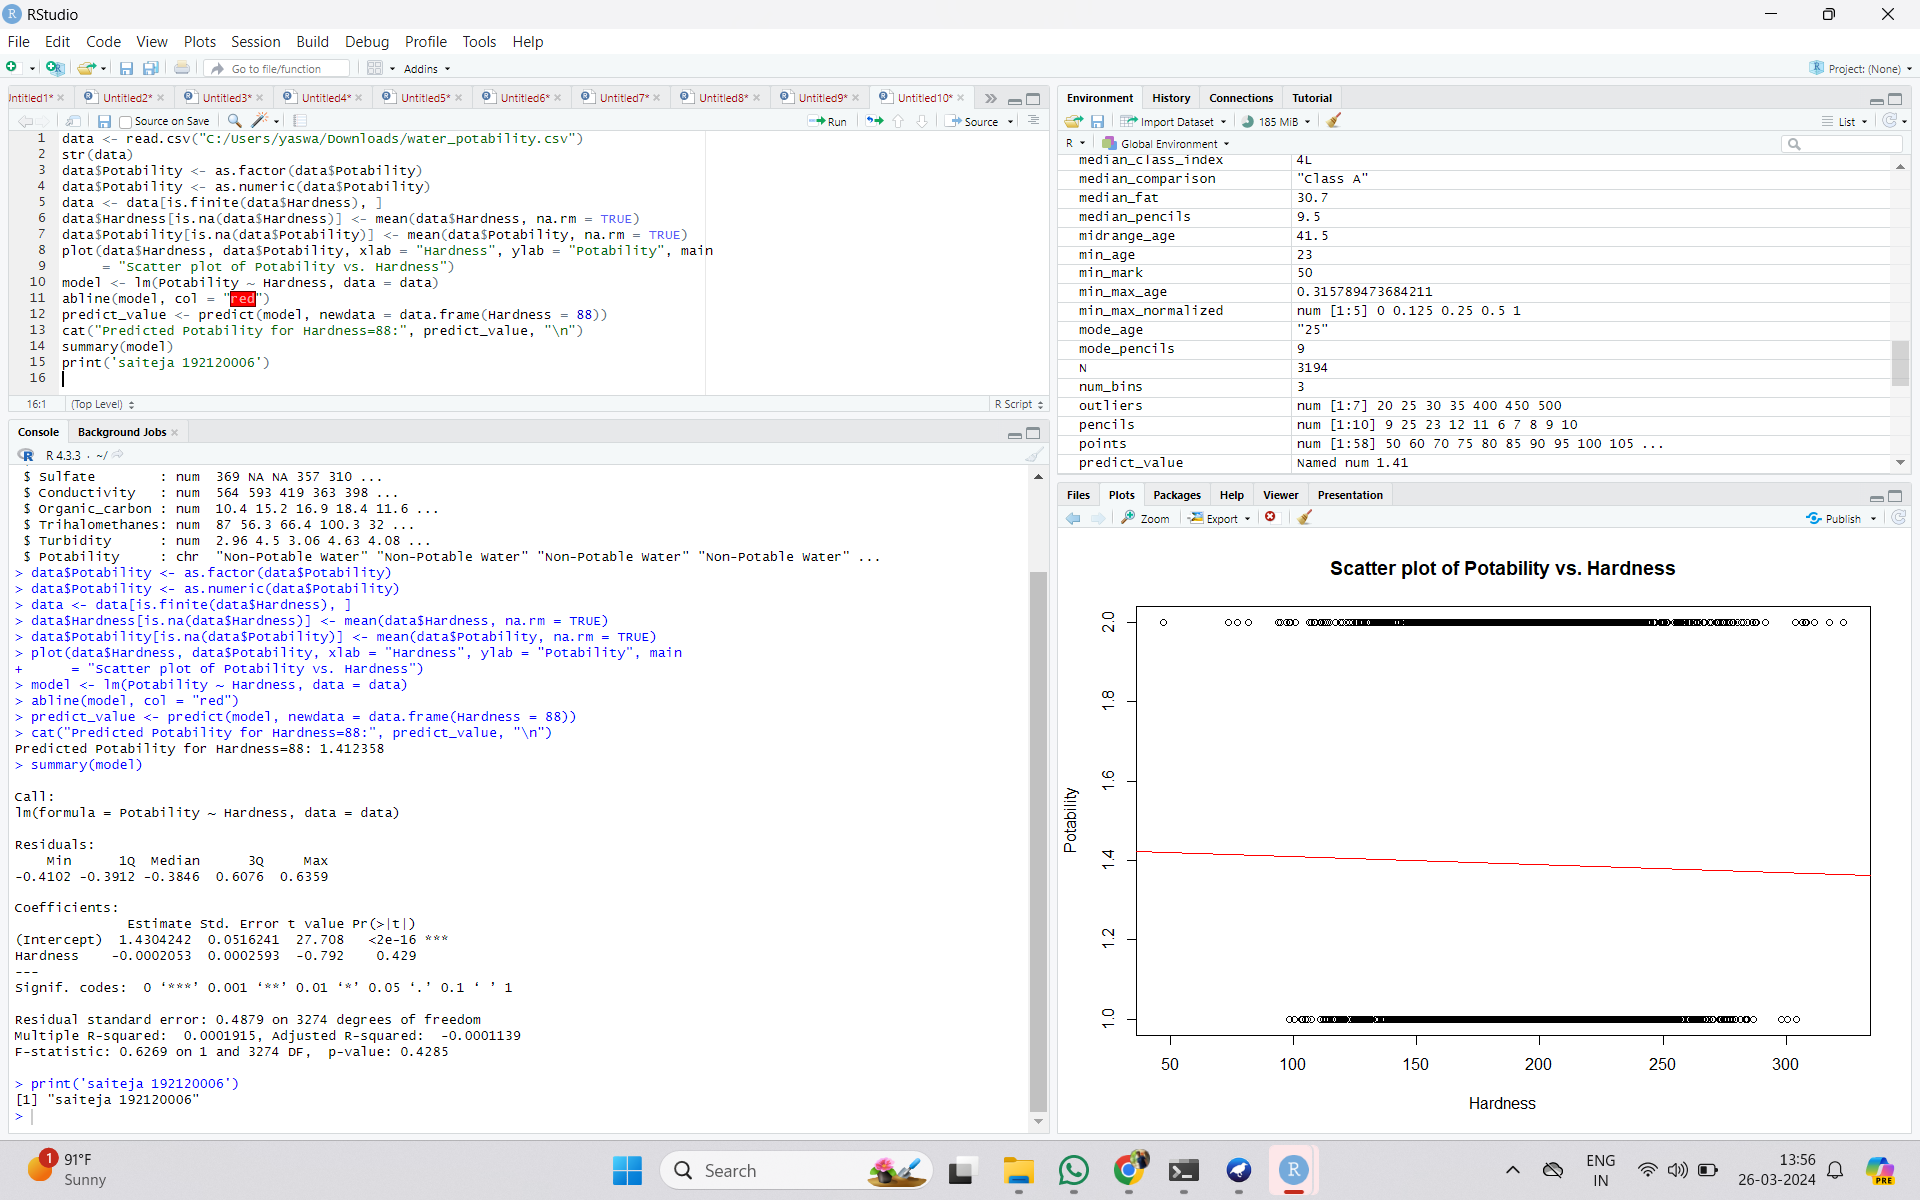 RStudio
File Edit Code View Plots Session Build Debug Profile Tools Help
Go to file/function Addins Project: (None)
Intitled1* Untitled2* Untitled3* Untitled4* Untitled5* Untitled6* Untitled7* Untitled8* Untitled9* Untitled10*
Source on Save Run Source
1 data <- read.csv("C:/Users/yaswa/Downloads/water_potability.csv")
2 str(data)
3 data$Potability <- as.factor(data$Potability)
4 data$Potability <- as.numeric(data$Potability)
5 data <- data[is.finite(data$Hardness), ]
6 data$Hardness[is.na(data$Hardness)] <- mean(data$Hardness, na.rm = TRUE)
7 data$Potability[is.na(data$Potability)] <- mean(data$Potability, na.rm = TRUE)
8 plot(data$Hardness, data$Potability, xlab = "Hardness", ylab = "Potability", main
9 = "Scatter plot of Potability vs. Hardness")
10 model <- lm(Potability ~ Hardness, data = data)
11 abline(model, col = "red")
12 predict_value <- predict(model, newdata = data.frame(Hardness = 88))
13 cat("Predicted Potability for Hardness=88:", predict_value, "\n")
14 summary(model)
15 print('saiteja 192120006')
16
16:1 (Top Level) R Script
Console Background Jobs
R 4.3.3 · ~/
$ Sulfate : num 369 NA NA 357 310 ...
$ Conductivity : num 564 593 419 363 398 ...
$ Organic_carbon : num 10.4 15.2 16.9 18.4 11.6 ...
$ Trihalomethanes: num 87 56.3 66.4 100.3 32 ...
$ Turbidity : num 2.96 4.5 3.06 4.63 4.08 ...
$ Potability : chr "Non-Potable Water" "Non-Potable Water" "Non-Potable Water" "Non-Potable Water" ...
> data$Potability <- as.factor(data$Potability)
> data$Potability <- as.numeric(data$Potability)
> data <- data[is.finite(data$Hardness), ]
> data$Hardness[is.na(data$Hardness)] <- mean(data$Hardness, na.rm = TRUE)
> data$Potability[is.na(data$Potability)] <- mean(data$Potability, na.rm = TRUE)
> plot(data$Hardness, data$Potability, xlab = "Hardness", ylab = "Potability", main
+ = "Scatter plot of Potability vs. Hardness")
> model <- lm(Potability ~ Hardness, data = data)
> abline(model, col = "red")
> predict_value <- predict(model, newdata = data.frame(Hardness = 88))
> cat("Predicted Potability for Hardness=88:", predict_value, "\n")
Predicted Potability for Hardness=88: 1.412358
> summary(model)
Call:
lm(formula = Potability ~ Hardness, data = data)
Residuals:
Min 1Q Median 3Q Max
-0.4102 -0.3912 -0.3846 0.6076 0.6359
Coefficients:
Estimate Std. Error t value Pr(>|t|)
(Intercept) 1.4304242 0.0516241 27.708 <2e-16 ***
Hardness -0.0002053 0.0002593 -0.792 0.429
---
Signif. codes: 0 ‘***’ 0.001 ‘**’ 0.01 ‘*’ 0.05 ‘.’ 0.1 ‘ ’ 1
Residual standard error: 0.4879 on 3274 degrees of freedom
Multiple R-squared: 0.0001915, Adjusted R-squared: -0.0001139
F-statistic: 0.6269 on 1 and 3274 DF, p-value: 0.4285
> print('saiteja 192120006')
[1] "saiteja 192120006"
>
Environment History Connections Tutorial
Import Dataset 185 MiB List
R Global Environment
median_class_index 4L
median_comparison "Class A"
median_fat 30.7
median_pencils 9.5
midrange_age 41.5
min_age 23
min_mark 50
min_max_age 0.315789473684211
min_max_normalized num [1:5] 0 0.125 0.25 0.5 1
mode_age "25"
mode_pencils 9
N 3194
num_bins 3
outliers num [1:7] 20 25 30 35 400 450 500
pencils num [1:10] 9 25 23 12 11 6 7 8 9 10
points num [1:58] 50 60 70 75 80 85 90 95 100 105 ...
predict_value Named num 1.41
Files Plots Packages Help Viewer Presentation
Zoom Export Publish
Scatter plot of Potability vs. Hardness
2.0
1.8
1.6
1.4
1.2
1.0
Potability
50 100 150 200 250 300
Hardness
1 91°F
Sunny
Search
ENG
IN
13:56
26-03-2024
PRE